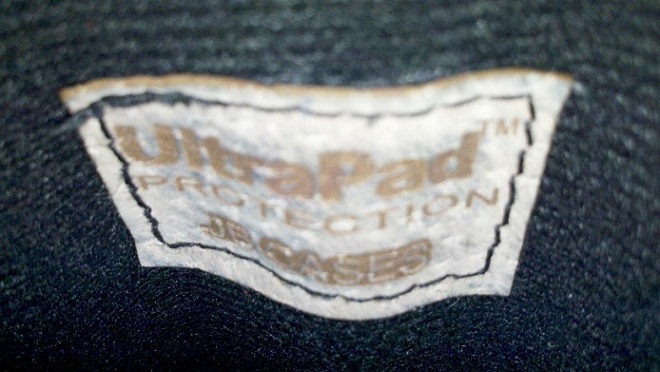 UltraPad™
PROTECTION
JB CASES